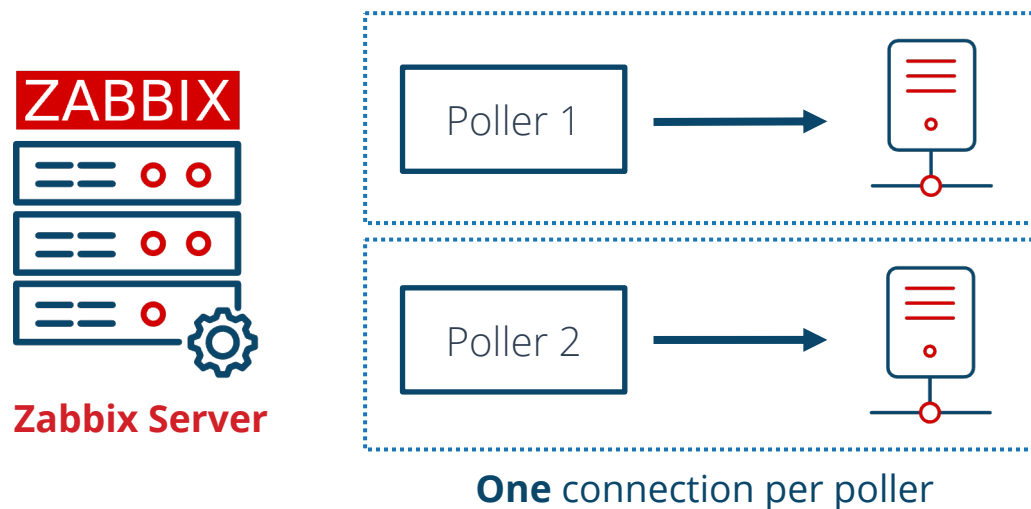 ZABBIX
Zabbix Server
Poller 1
Poller 2
One connection per poller